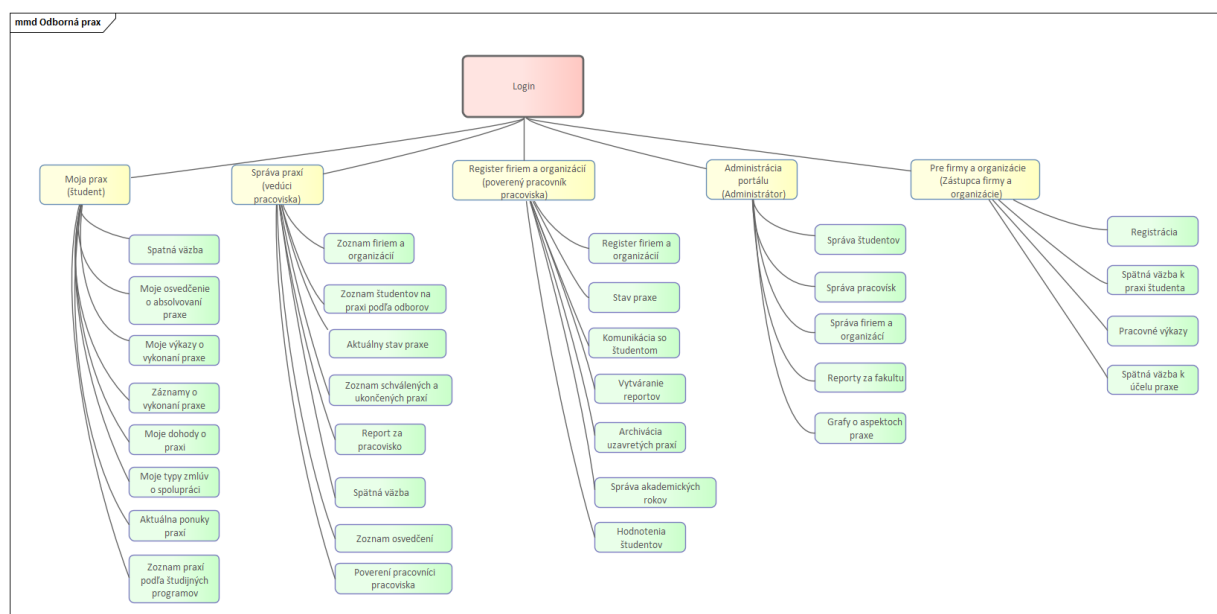 mmd Odborná prax
Login
Moja prax
(študent)
Správa praxí
(vedúci
pracoviska)
Register firiem a organizácií
(poverený pracovník
pracoviska)
Administrácia
portálu
(Administrátor)
Pre firmy a organizácie
(Zástupca firmy a
organizácie)
Spatná väzba
Moje osvedčenie
o absolvovaní
praxe
Moje výkazy o
vykonaní praxe
Záznamy o
vykonaní praxe
Moje dohody o
praxi
Moje typy zmlúv
o spolupráci
Aktuálna ponuky
praxí
Zoznam praxí
podľa študijných
programov
Zoznam firiem a
organizácií
Zoznam študentov na
praxi podľa odborov
Aktuálny stav praxe
Zoznam schválených a
ukončených praxí
Report za
pracovisko
Spätná väzba
Zoznam osvedčení
Poverení pracovníci
pracoviska
Register firiem a
organizácií
Stav praxe
Komunikácia so
študentom
Vytváranie
reportov
Archivácia
uzavretých praxí
Správa akademických
rokov
Hodnotenia
študentov
Správa študentov
Správa pracovísk
Správa firiem a
organizácí
Reporty za fakultu
Grafy o aspektoch
praxe
Registrácia
Spätná väzba k
praxi študenta
Pracovné výkazy
Spätná väzba k
účelu praxe